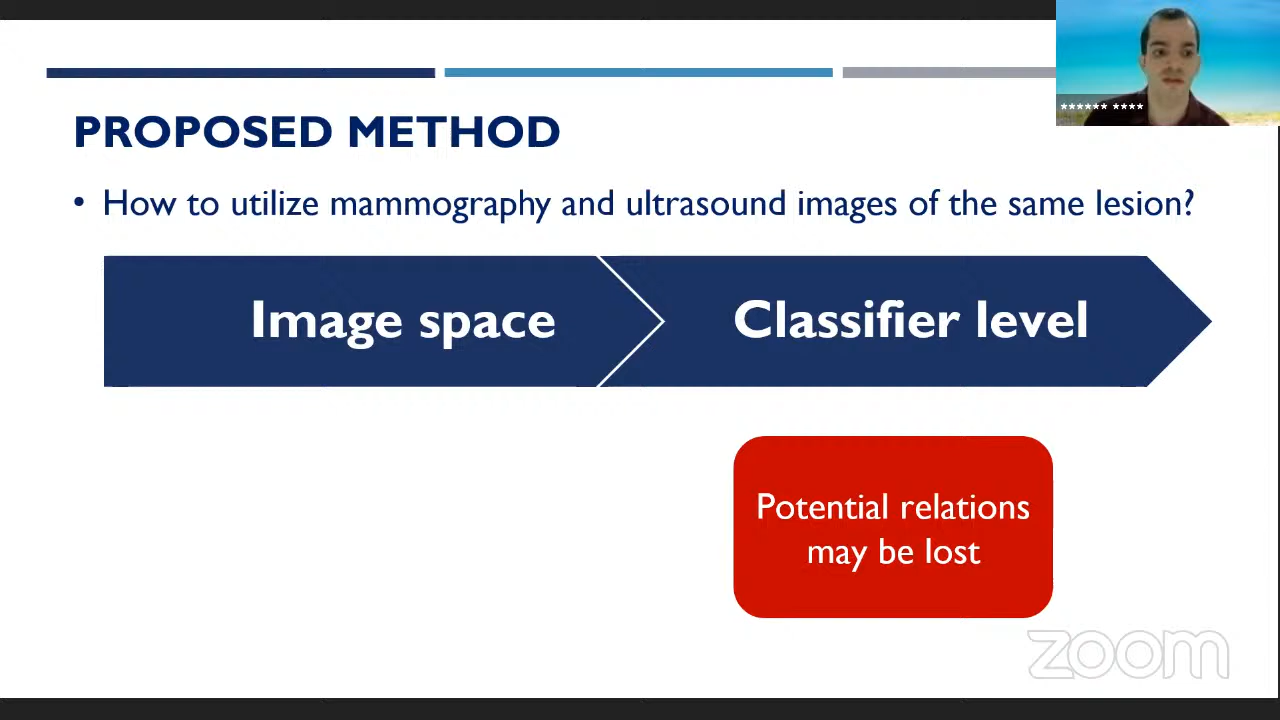 ****** ****
PROPOSED METHOD
• How to utilize mammography and ultrasound images of the same lesion?
Image space
Classifier level
Potential relations
may be lost
zoom